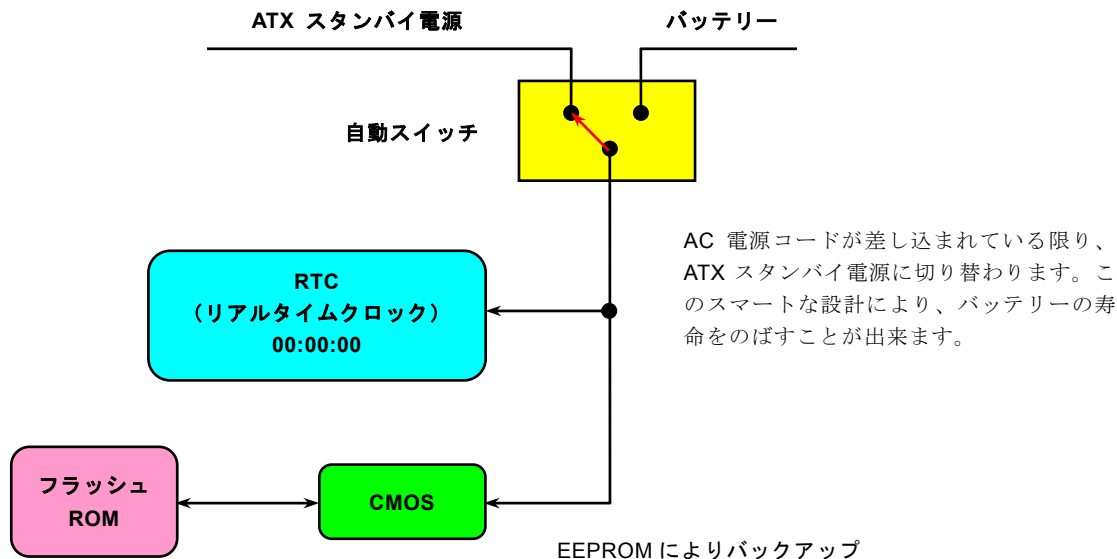 ATX スタンバイ電源
バッテリー
自動スイッチ
AC 電源コードが差し込まれている限り、
ATX スタンバイ電源に切り替わります。こ
のスマートな設計により、バッテリーの寿
命をのばすことが出来ます。
RTC
（リアルタイムクロック）
00:00:00
フラッシュ
ROM
CMOS
EEPROM によりバックアップ